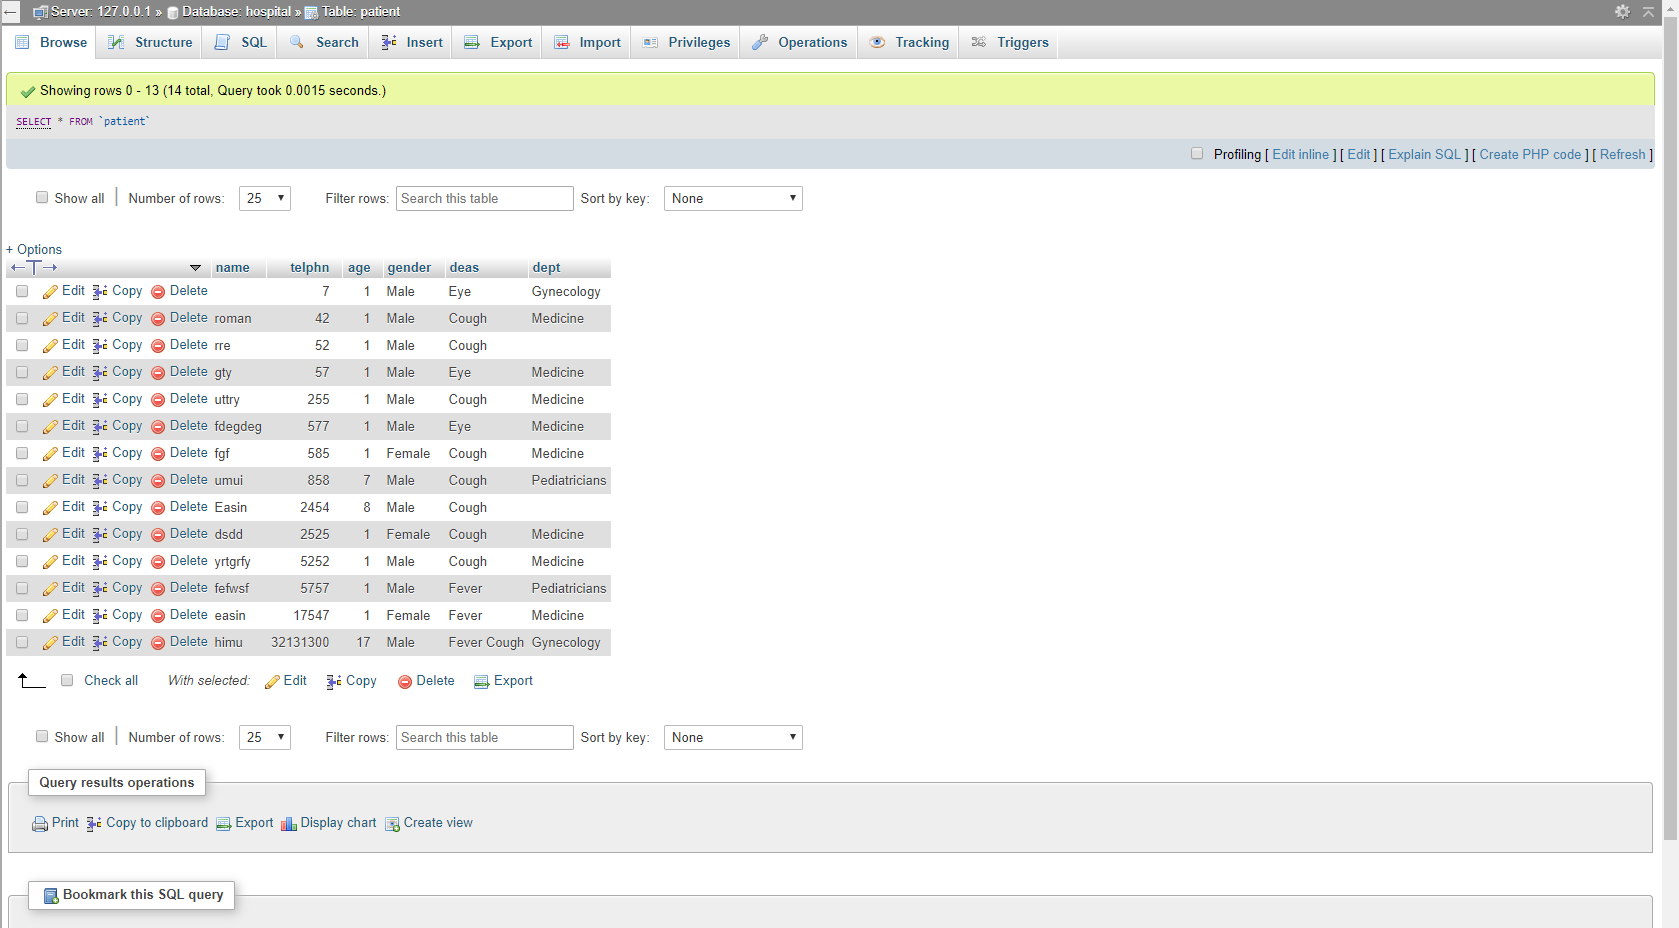 Server: 127.0.0.1 » Database: hospital » Table: patient
Browse Structure SQL Search Insert Export Import Privileges Operations Tracking Triggers
Showing rows 0 - 13 (14 total, Query took 0.0015 seconds.)
SELECT * FROM `patient`
Profiling [ Edit inline ] [ Edit ] [ Explain SQL ] [ Create PHP code ] [ Refresh ]
Show all Number of rows: 25 Filter rows: Search this table Sort by key: None
+ Options
name telphn age gender deas dept
Edit Copy Delete 7 1 Male Eye Gynecology
Edit Copy Delete roman 42 1 Male Cough Medicine
Edit Copy Delete rre 52 1 Male Cough
Edit Copy Delete gty 57 1 Male Eye Medicine
Edit Copy Delete uttry 255 1 Male Cough Medicine
Edit Copy Delete fdegdeg 577 1 Male Eye Medicine
Edit Copy Delete fgf 585 1 Female Cough Medicine
Edit Copy Delete umui 858 7 Male Cough Pediatricians
Edit Copy Delete Easin 2454 8 Male Cough
Edit Copy Delete dsdd 2525 1 Female Cough Medicine
Edit Copy Delete yrtgrfy 5252 1 Male Cough Medicine
Edit Copy Delete fefwsf 5757 1 Male Fever Pediatricians
Edit Copy Delete easin 17547 1 Female Fever Medicine
Edit Copy Delete himu 32131300 17 Male Fever Cough Gynecology
Check all With selected: Edit Copy Delete Export
Show all Number of rows: 25 Filter rows: Search this table Sort by key: None
Query results operations
Print Copy to clipboard Export Display chart Create view
Bookmark this SQL query